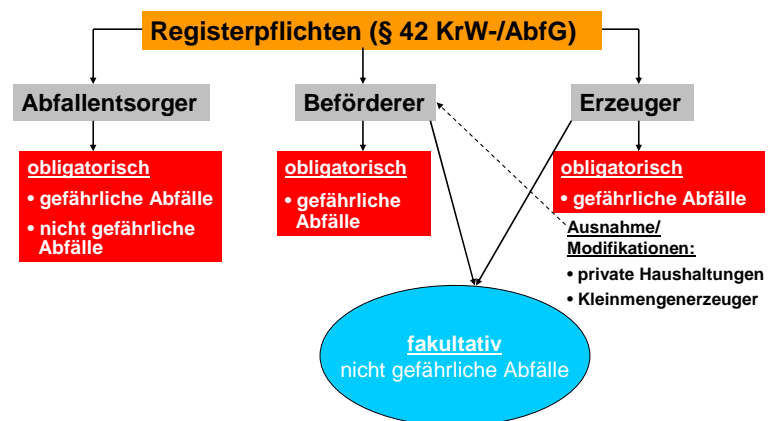 Registerpflichten (§ 42 KrW-/AbfG)
Abfallentsorger
Beförderer
Erzeuger
obligatorisch
• gefährliche Abfälle
• nicht gefährliche
Abfälle
obligatorisch
• gefährliche
Abfälle
obligatorisch
• gefährliche Abfälle
Ausnahme/
Modifikationen:
• private Haushaltungen
• Kleinmengenerzeuger
fakultativ
nicht gefährliche Abfälle